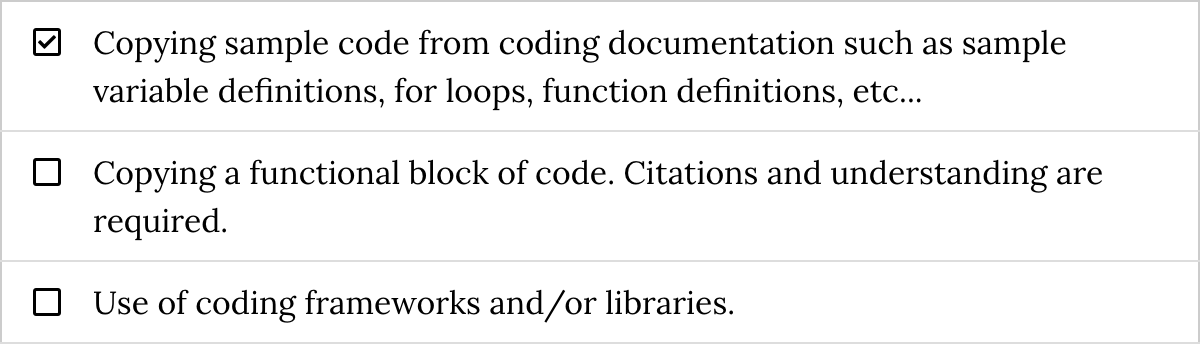 Copying sample code from coding documentation such as sample
variable definitions, for loops, function definitions, etc...
Copying a functional block of code. Citations and understanding are
required.
Use of coding frameworks and/or libraries.